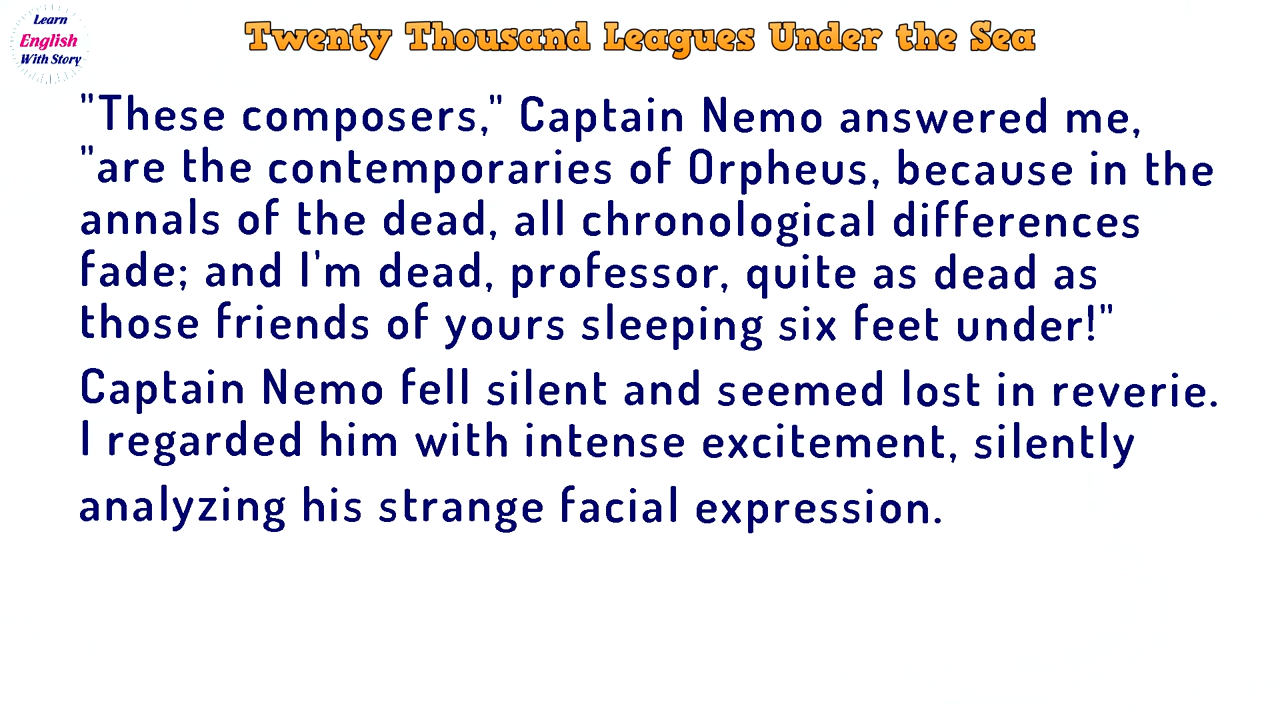 Learn
English
With Story
Twenty Thousand Leagues Under the Sea
"These composers," Captain Nemo answered me,
"are the contemporaries of Orpheus, because in the
annals of the dead, all chronological differences
fade; and I'm dead, professor, quite as dead as
those friends of yours sleeping six feet under!"
Captain Nemo fell silent and seemed lost in reverie.
I regarded him with intense excitement, silently
analyzing his strange facial expression.